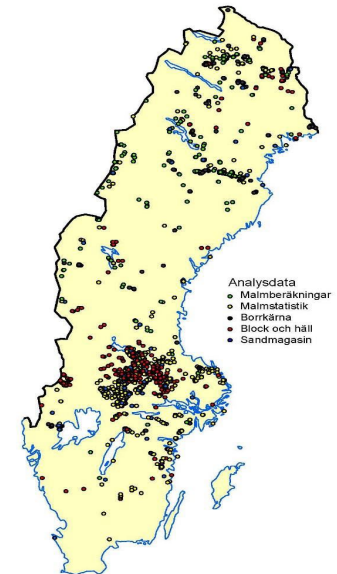 Analysdata
Malmberäkningar
Malmstatistik
Borrkärna
Block och häll
Sandmagasin